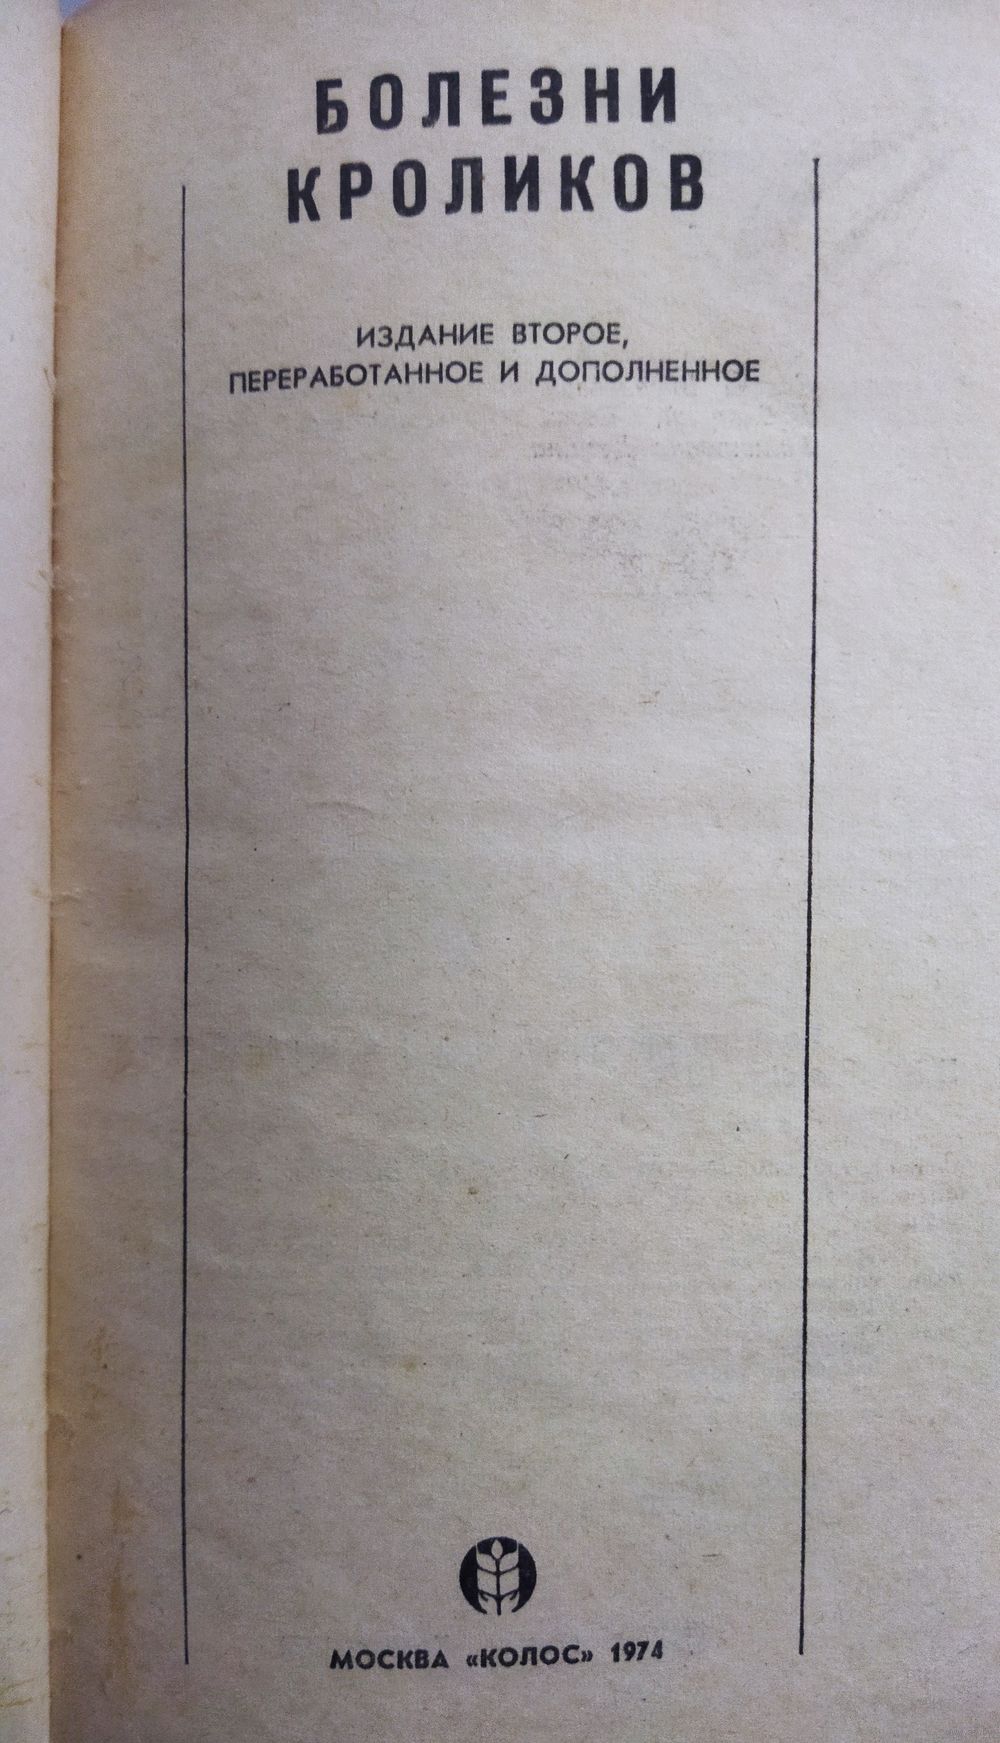 БОЛЕЗНИ
КРОЛИКОВ
ИЗДАНИЕ ВТОРОЕ,
ПЕРЕРАБОТАННОЕ И ДОПОЛНЕННОЕ
МОСКВА «КОЛОС» 1974